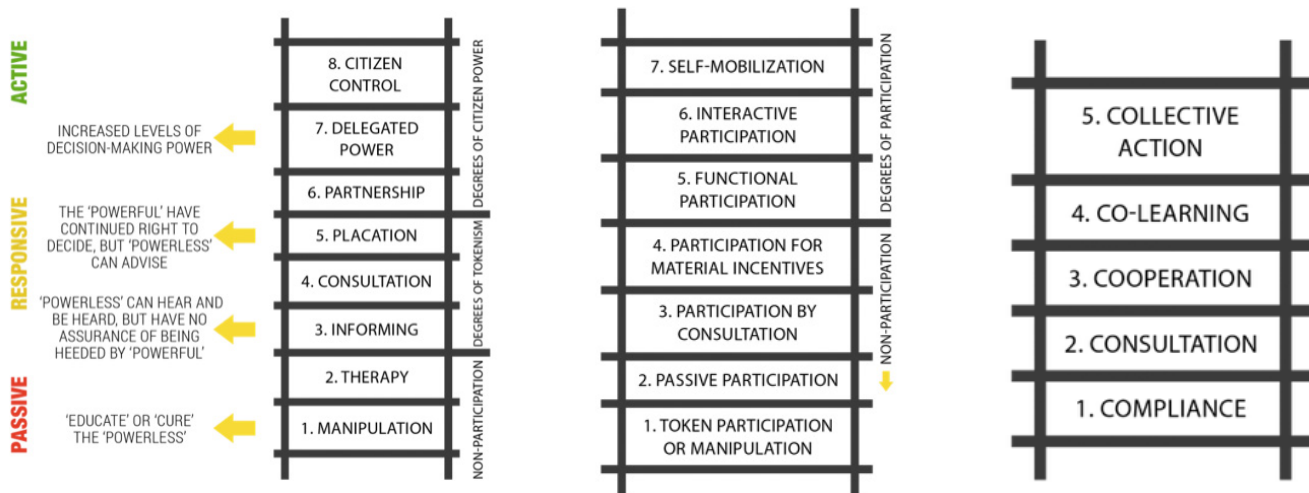 ACTIVE
RESPONSIVE
PASSIVE
INCREASED LEVELS OF
DECISION-MAKING POWER
THE ‘POWERFUL’ HAVE
CONTINUED RIGHT TO
DECIDE, BUT ‘POWERLESS’
CAN ADVISE
‘POWERLESS’ CAN HEAR AND
BE HEARD, BUT HAVE NO
ASSURANCE OF BEING
HEEDED BY ‘POWERFUL’
‘EDUCATE’ OR ‘CURE’
THE ‘POWERLESS’
8. CITIZEN
CONTROL
7. DELEGATED
POWER
6. PARTNERSHIP
5. PLACATION
4. CONSULTATION
3. INFORMING
2. THERAPY
1. MANIPULATION
DEGREES OF CITIZEN POWER
DEGREES OF TOKENISM
NON-PARTICIPATION
7. SELF-MOBILIZATION
6. INTERACTIVE
PARTICIPATION
5. FUNCTIONAL
PARTICIPATION
4. PARTICIPATION FOR
MATERIAL INCENTIVES
3. PARTICIPATION BY
CONSULTATION
2. PASSIVE PARTICIPATION
1. TOKEN PARTICIPATION
OR MANIPULATION
DEGREES OF PARTICIPATION
NON-PARTICIPATION
5. COLLECTIVE
ACTION
4. CO-LEARNING
3. COOPERATION
2. CONSULTATION
1. COMPLIANCE